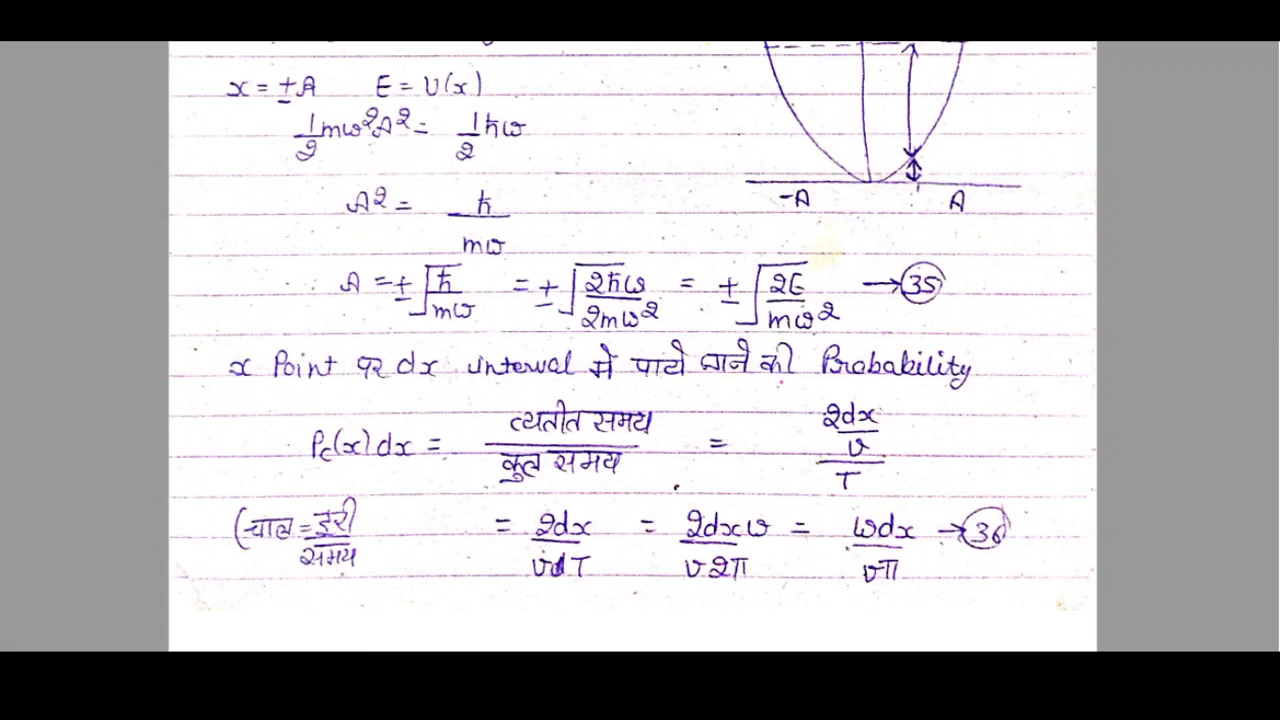 x = ±A E = U(x)
1/2 mω²A² = 1/2 ħω
-A A
A² = ħ/mω
A = ±√(ħ/mω) = ±√(2ħω/2mω²) = ±√(2E/mω²) → 35
x Point पर dx interval में पाये जाने की Probability
Pc(x)dx = व्यतीत समय/कुल समय = (2dx/v)/T
(चाल = दूरी/समय = 2dx/vT = 2dxω/v2π = ωdx/vπ → 36